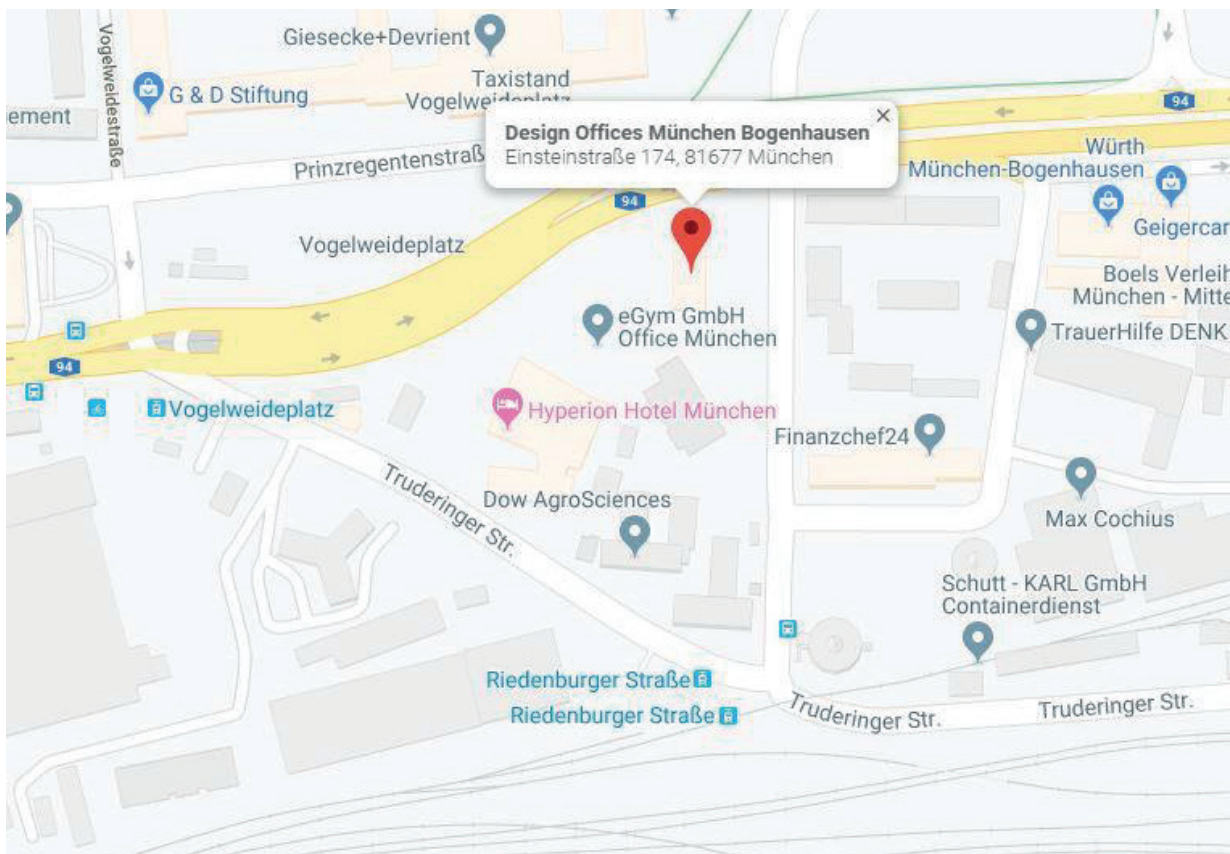 Vogelweidestraße
Giesecke+Devrient
Taxistand
Vogelweideplatz
G & D Stiftung
ement
Prinzregentenstraß
Design Offices München Bogenhausen
Einsteinstraße 174, 81677 München
94
Würth
München-Bogenhausen
Geigercar
94
Vogelweideplatz
Boels Verleih
München - Mitte
eGym GmbH
Office München
TrauerHilfe DENK
94
Vogelweideplatz
Hyperion Hotel München
Finanzchef24
Truderinger Str.
Dow AgroSciences
Max Cochius
Schutt - KARL GmbH
Containerdienst
Riedenburger Straße
Riedenburger Straße
Truderinger Str.
Truderinger Str.